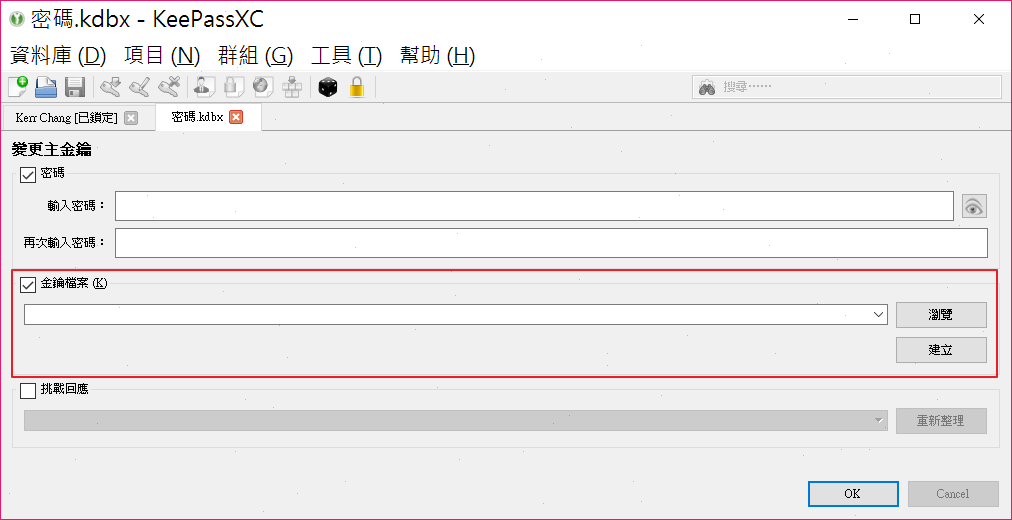 密碼.kdbx - KeePassXC
資料庫 (D) 項目 (N) 群組 (G) 工具 (T) 幫助 (H)
搜尋……
Kerr Chang [已鎖定] 密碼.kdbx
變更主金鑰
密碼
輸入密碼：
再次輸入密碼：
金鑰檔案 (K)
瀏覽
建立
挑戰回應
重新整理
OK Cancel